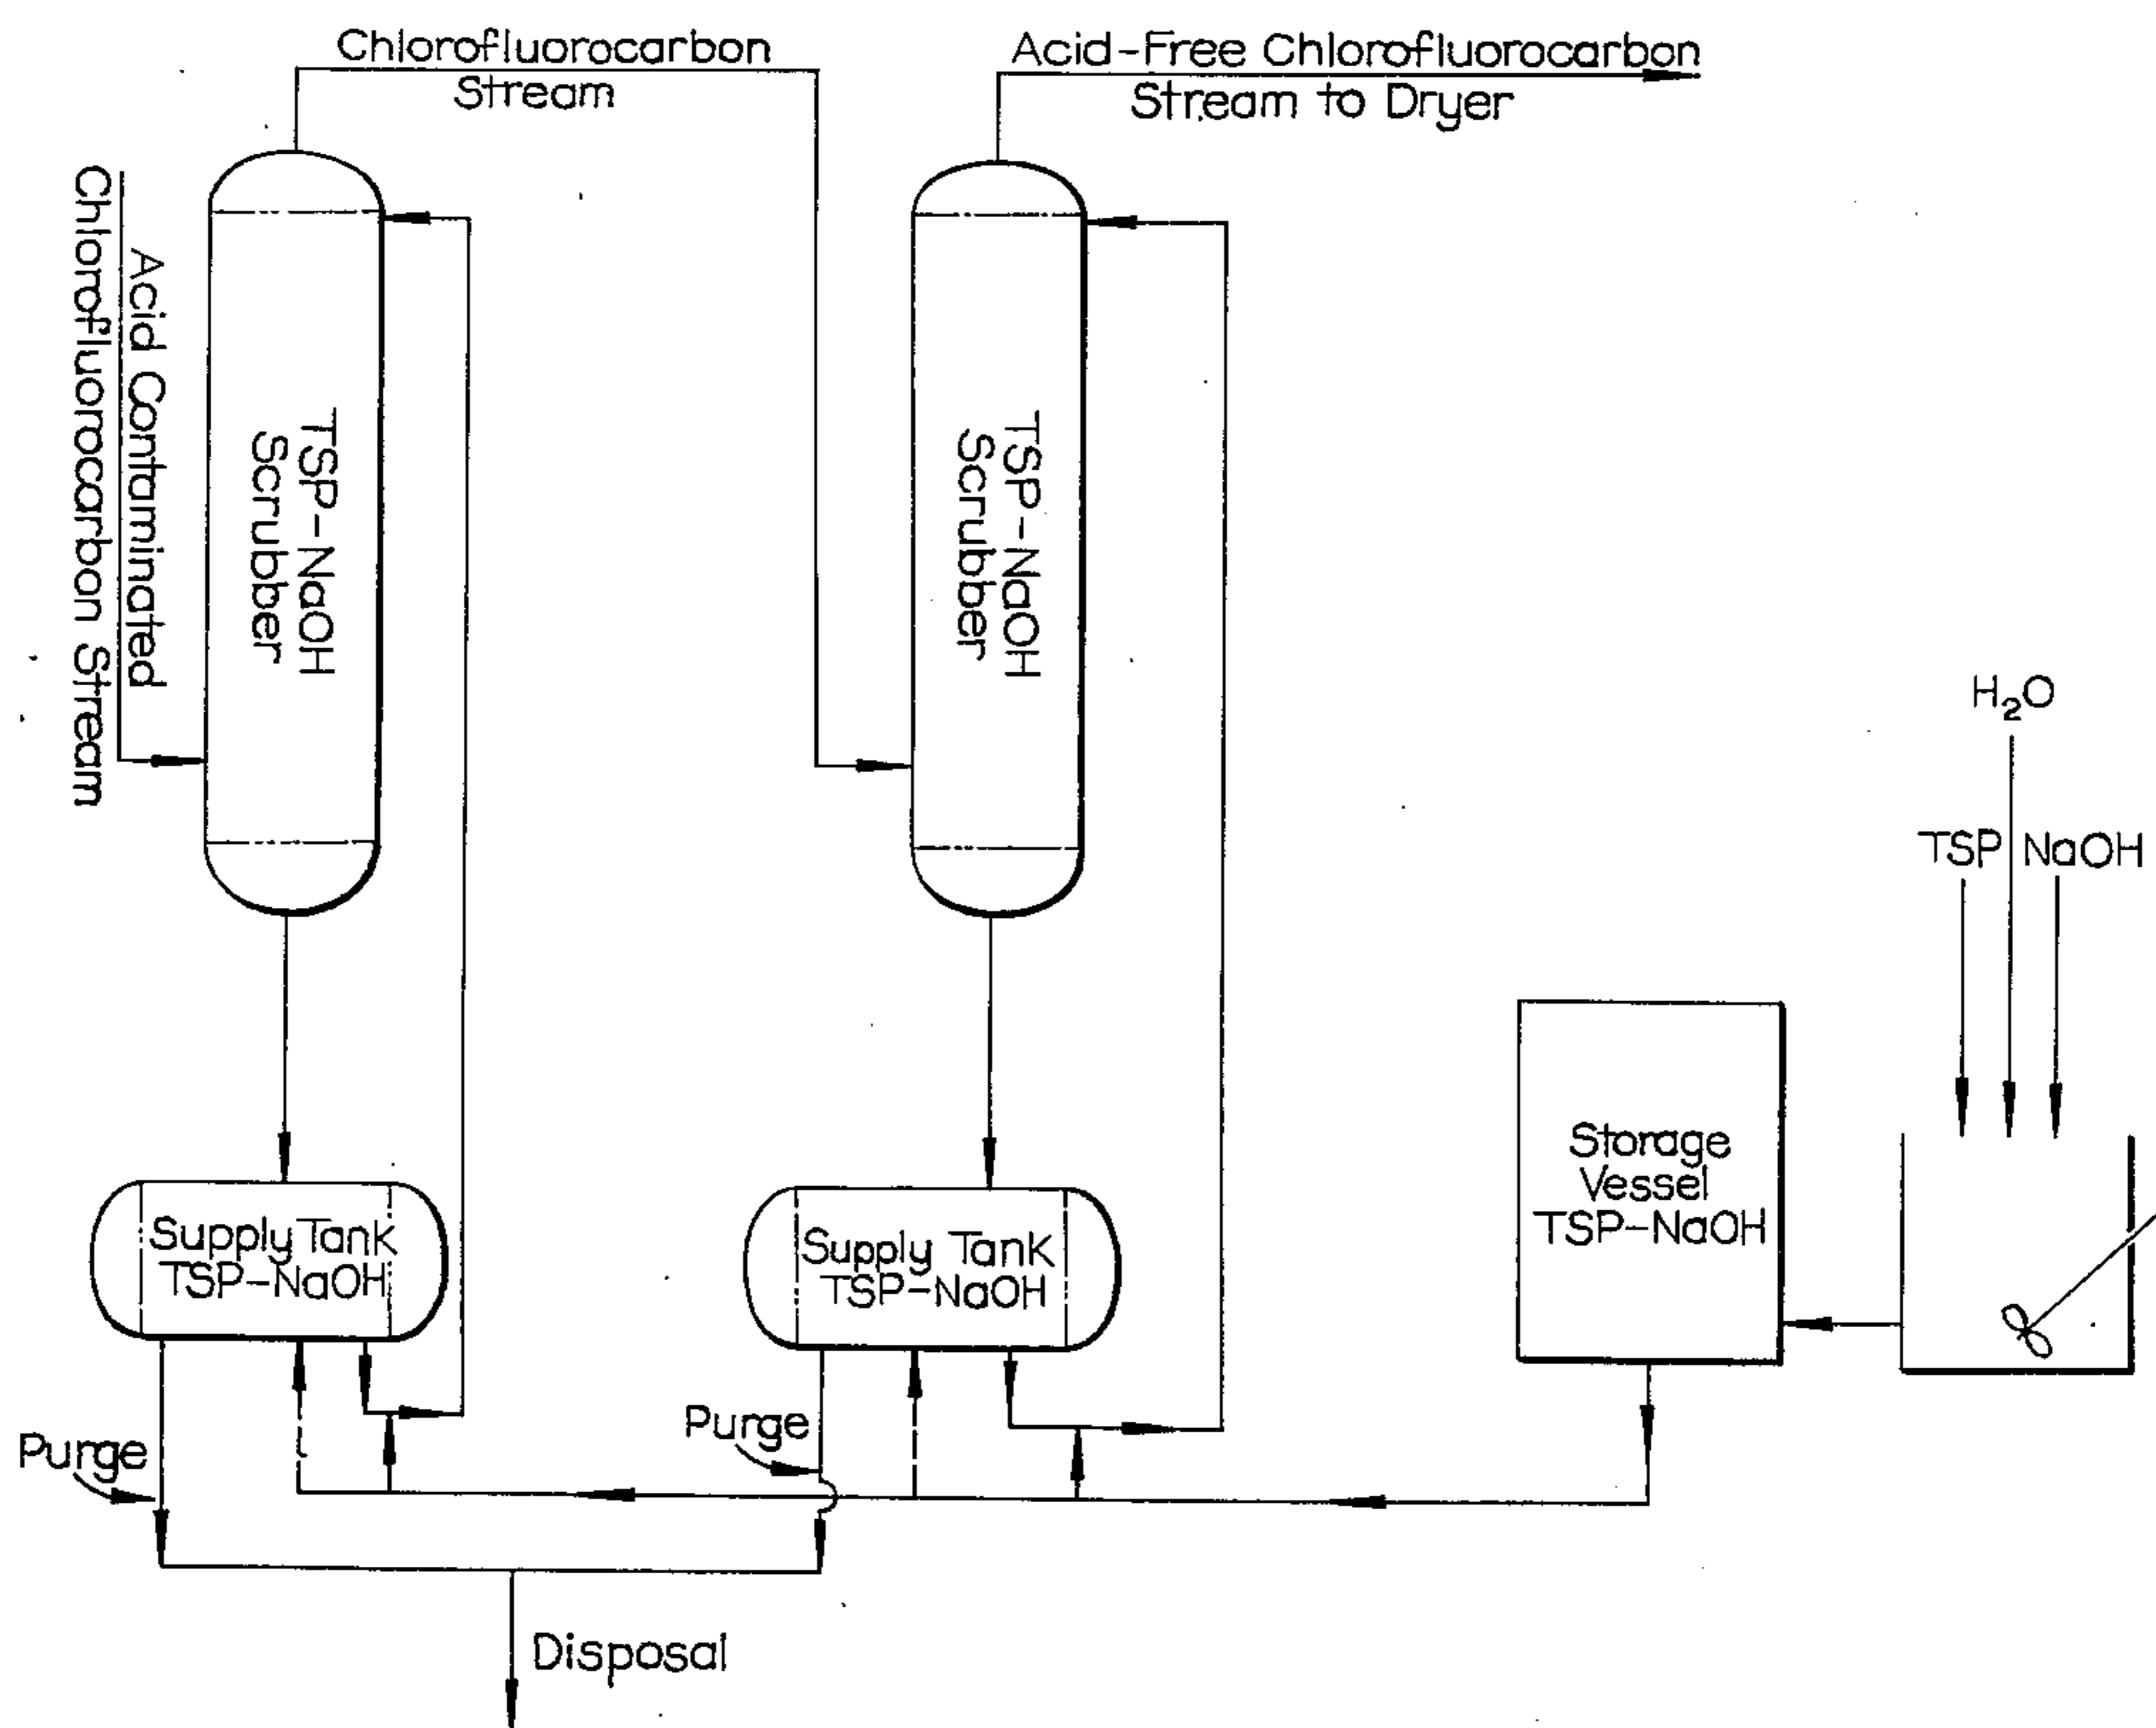 Chlorofluorocarbon
Stream
Acid-Free Chlorofluorocarbon
Stream to Dryer
Acid Contaminated
Chlorofluorocarbon Stream
TSP-NaOH
Scrubber
TSP-NaOH
Scrubber
H₂O
TSP
NaOH
Storage
Vessel
TSP-NaOH
Supply Tank
TSP-NaOH
Supply Tank
TSP-NaOH
Purge
Purge
Disposal